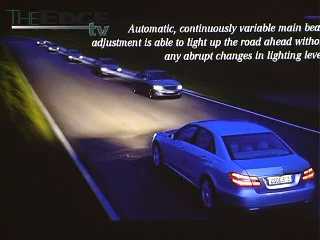 THE EDGE
tv
Automatic, continuously variable main bea
adjustment is able to light up the road ahead witho
any abrupt changes in lighting leve